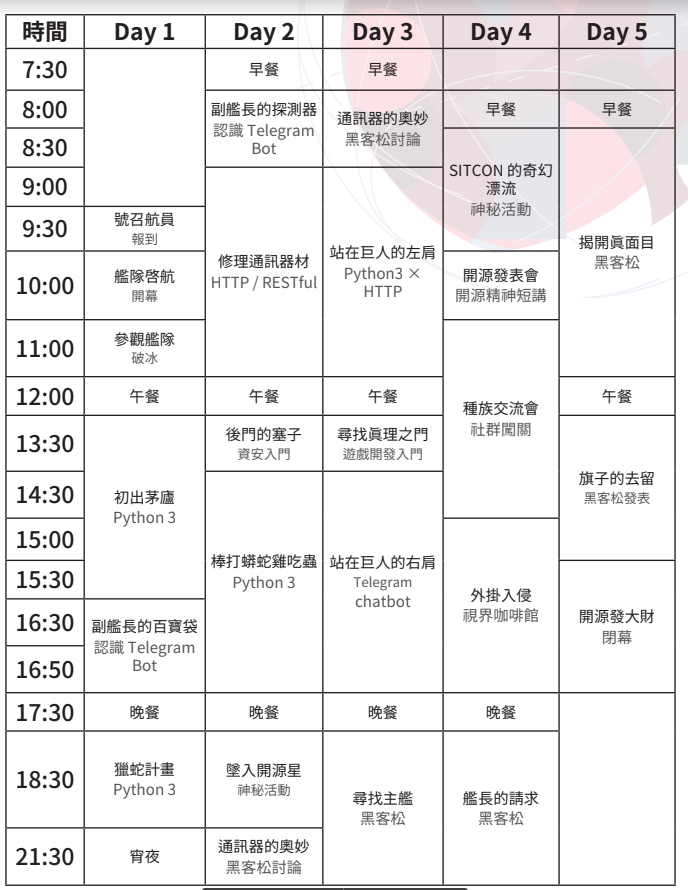 時間 Day 1 Day 2 Day 3 Day 4 Day 5
7:30 早餐 早餐
8:00 副艦長的探測器 認識 Telegram Bot 通訊器的奧妙 黑客松討論 早餐 早餐
8:30 SITCON 的奇幻漂流 神秘活動 揭開眞面目 黑客松
9:00 修理通訊器材 HTTP / RESTful 站在巨人的左肩 Python3 × HTTP
9:30 號召航員 報到
10:00 艦隊啓航 開幕 開源發表會 開源精神短講
11:00 參觀艦隊 破冰 種族交流會 社群闖關
12:00 午餐 午餐 午餐 午餐
13:30 初出茅廬 Python 3 後門的塞子 資安入門 尋找眞理之門 遊戲開發入門 旗子的去留 黑客松發表
14:30 棒打蟒蛇雞吃蟲 Python 3 站在巨人的右肩 Telegram chatbot
15:00 外掛入侵 視界咖啡館
15:30 開源發大財 閉幕
16:30 副艦長的百寶袋 認識 Telegram Bot
16:50
17:30 晚餐 晚餐 晚餐 晚餐
18:30 獵蛇計畫 Python 3 墜入開源星 神秘活動 尋找主艦 黑客松 艦長的請求 黑客松
21:30 宵夜 通訊器的奧妙 黑客松討論